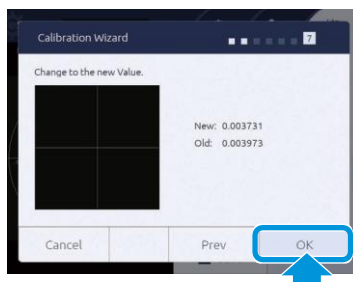 Calibration Wizard
7
Change to the new Value.
New: 0.003731
Old: 0.003973
Cancel
Prev
OK